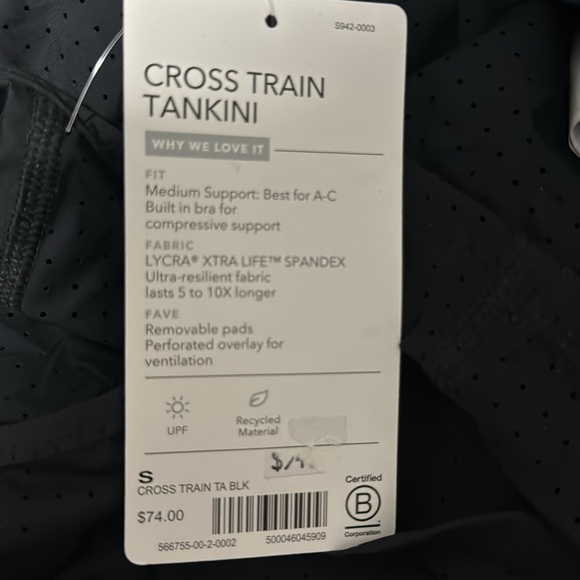 S942-0003
CROSS TRAIN
TANKINI
WHY WE LOVE IT
FIT
Medium Support: Best for A-C
Built in bra for
compressive support
FABRIC
LYCRA® XTRA LIFE™ SPANDEX
Ultra-resilient fabric
lasts 5 to 10X longer
FAVE
Removable pads
Perforated overlay for
ventilation
UPF
Recycled
Material
S
CROSS TRAIN TA BLK
$74.00
566755-00-2-0002
500046045909
Certified
B
Corporation